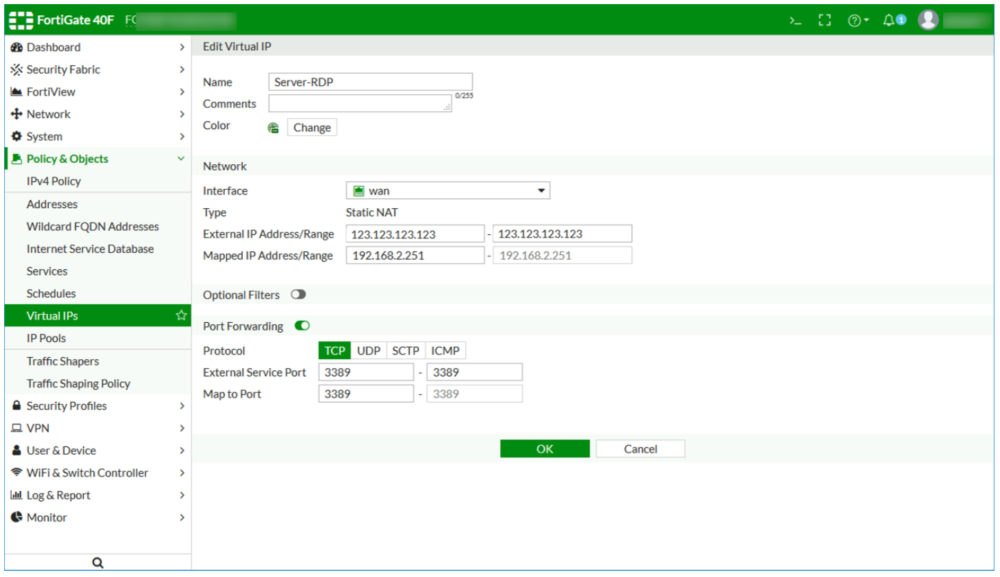 FortiGate 40F
>_ 1
Dashboard
Security Fabric
FortiView
Network
System
Policy & Objects
IPv4 Policy
Addresses
Wildcard FQDN Addresses
Internet Service Database
Services
Schedules
Virtual IPs
IP Pools
Traffic Shapers
Traffic Shaping Policy
Security Profiles
VPN
User & Device
WiFi & Switch Controller
Log & Report
Monitor
Edit Virtual IP
Name Server-RDP
0/255
Comments
Color Change
Network
Interface wan
Type Static NAT
External IP Address/Range 123.123.123.123 - 123.123.123.123
Mapped IP Address/Range 192.168.2.251 - 192.168.2.251
Optional Filters
Port Forwarding
Protocol TCP UDP SCTP ICMP
External Service Port 3389 - 3389
Map to Port 3389 - 3389
OK Cancel